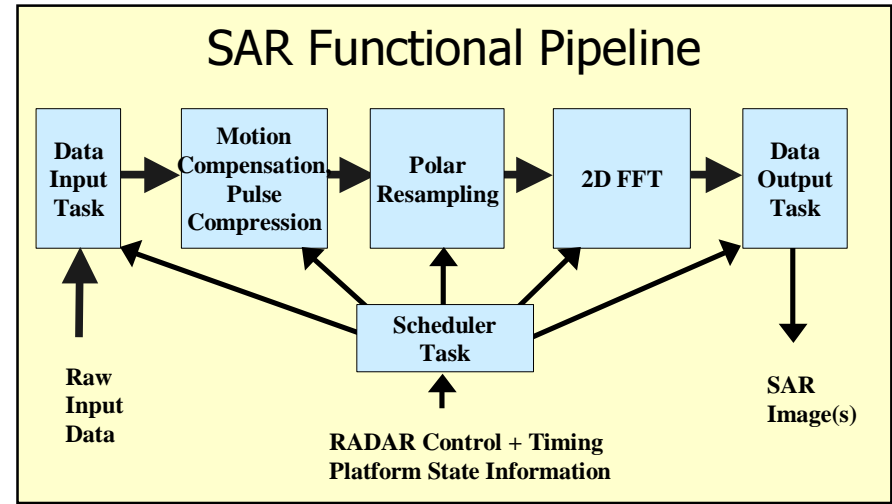 SAR Functional Pipeline
Data
Input
Task
Motion
Compensation,
Pulse
Compression
Polar
Resampling
2D FFT
Data
Output
Task
Scheduler
Task
Raw
Input
Data
RADAR Control + Timing
Platform State Information
SAR
Image(s)